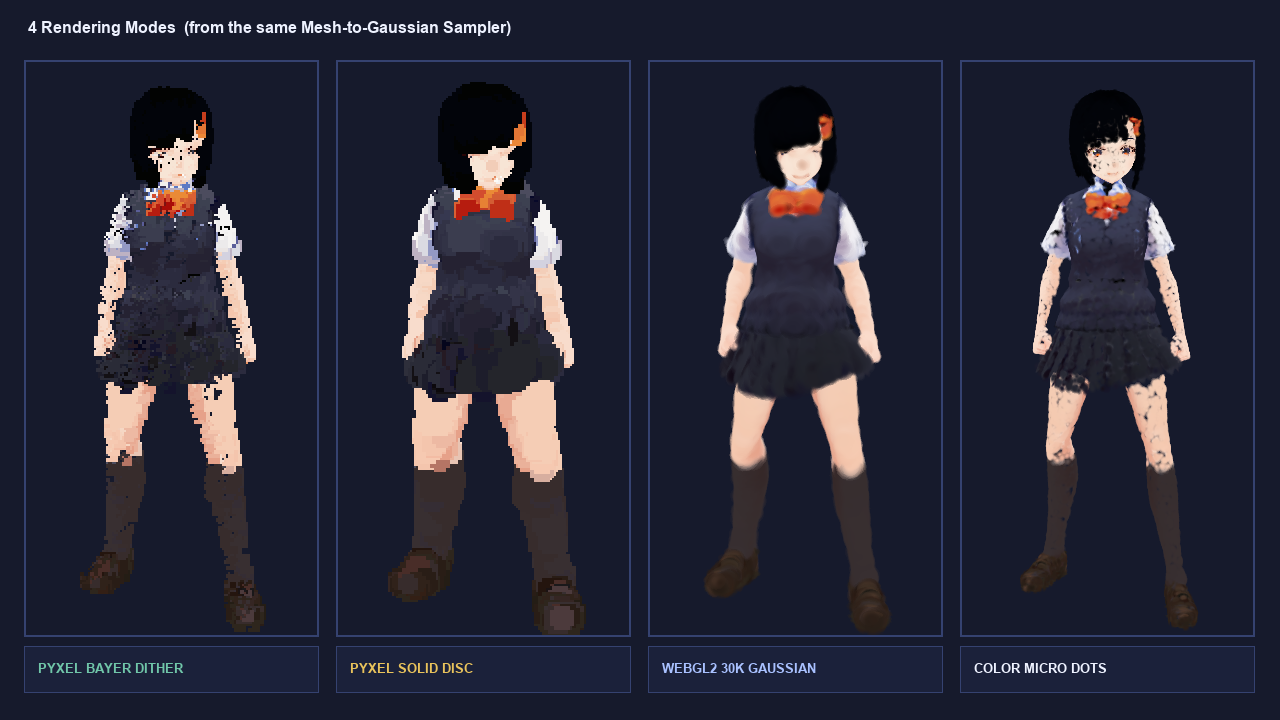 4 Rendering Modes (from the same Mesh-to-Gaussian Sampler)
PYXEL BAYER DITHER
PYXEL SOLID DISC
WEBGL2 30K GAUSSIAN
COLOR MICRO DOTS